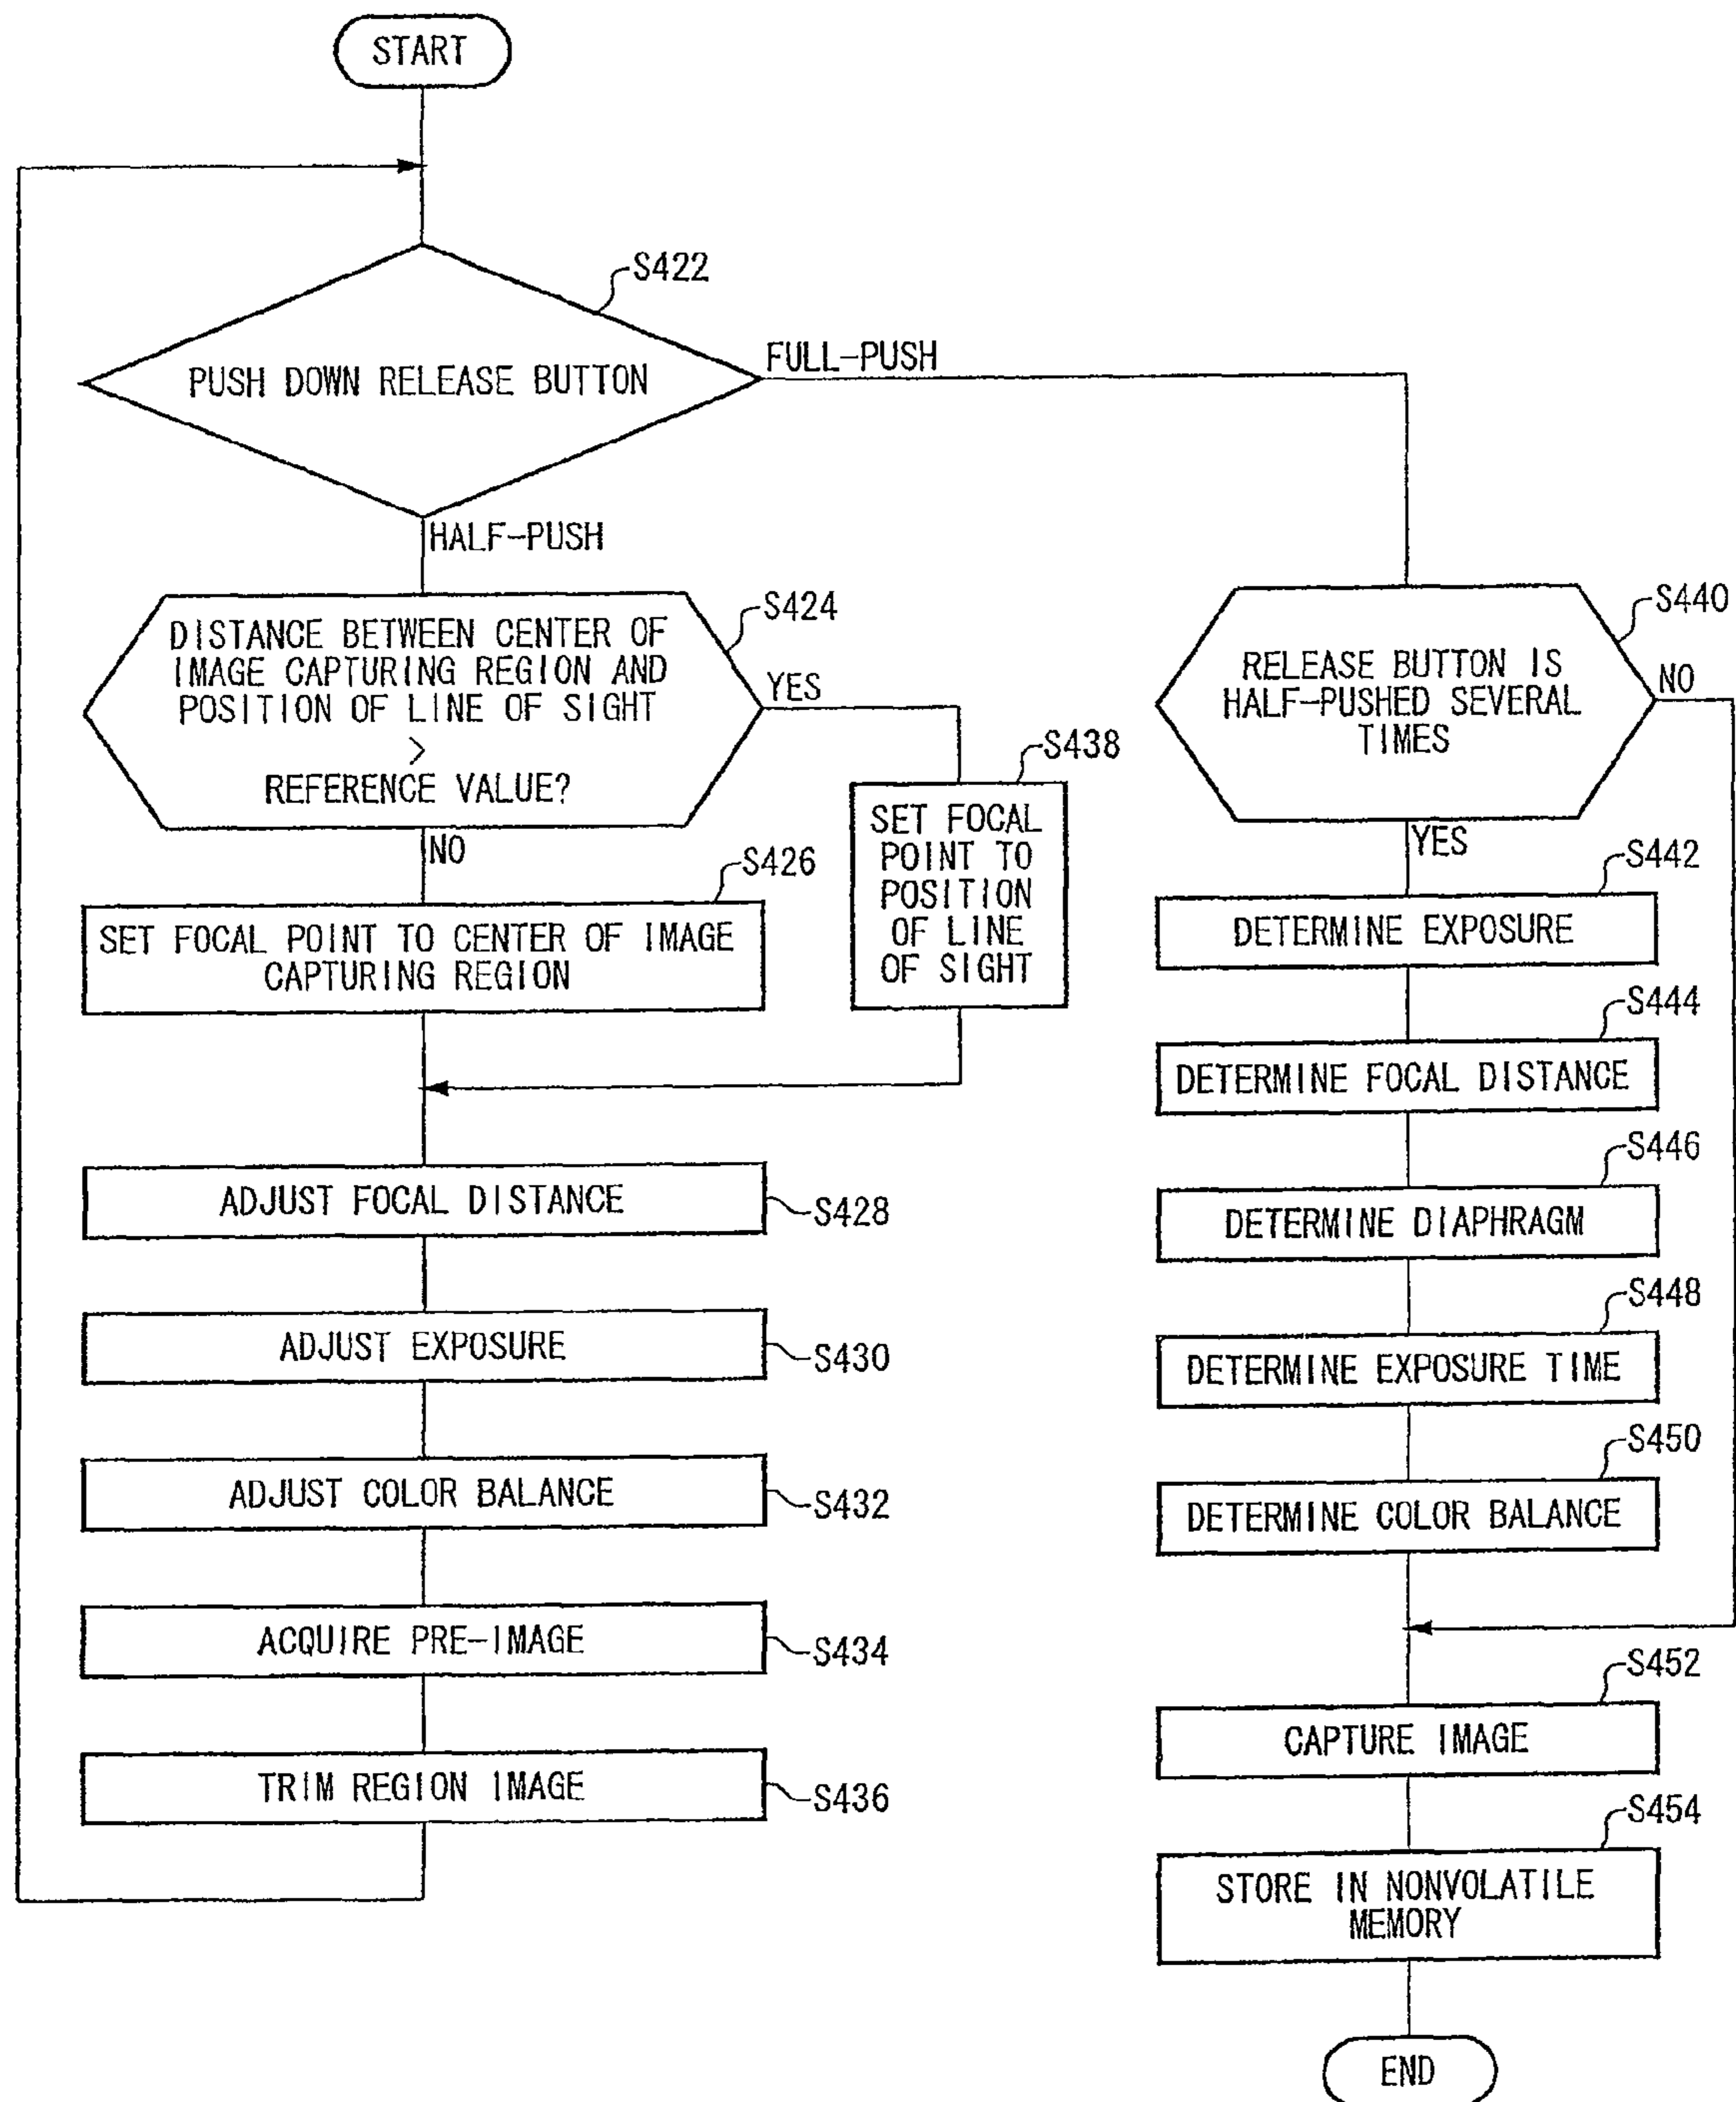 START
S422
PUSH DOWN RELEASE BUTTON
FULL-PUSH
HALF-PUSH
S424
DISTANCE BETWEEN CENTER OF
IMAGE CAPTURING REGION AND
POSITION OF LINE OF SIGHT
>
REFERENCE VALUE?
YES
NO
S438
SET FOCAL
POINT TO
POSITION
OF LINE
OF SIGHT
S426
SET FOCAL POINT TO CENTER OF IMAGE
CAPTURING REGION
ADJUST FOCAL DISTANCE
S428
ADJUST EXPOSURE
S430
ADJUST COLOR BALANCE
S432
ACQUIRE PRE-IMAGE
S434
TRIM REGION IMAGE
S436
S440
RELEASE BUTTON IS
HALF-PUSHED SEVERAL
TIMES
NO
YES
S442
DETERMINE EXPOSURE
S444
DETERMINE FOCAL DISTANCE
S446
DETERMINE DIAPHRAGM
S448
DETERMINE EXPOSURE TIME
S450
DETERMINE COLOR BALANCE
S452
CAPTURE IMAGE
S454
STORE IN NONVOLATILE
MEMORY
END